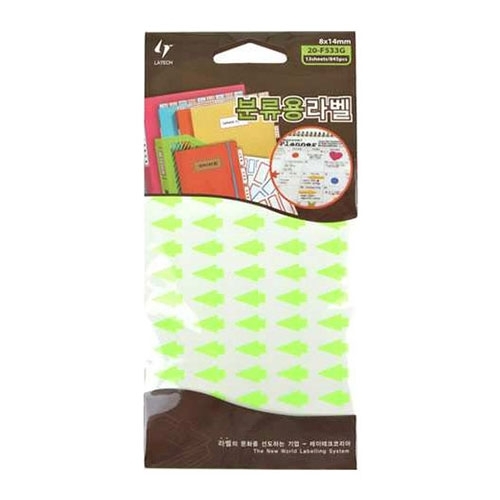 LATECH
8x14mm
20-F533G
13sheets/845pcs
분류용라벨
Planner
라벨의 문화를 선도하는 기업 - 레이테크코리아
The New World Labelling System